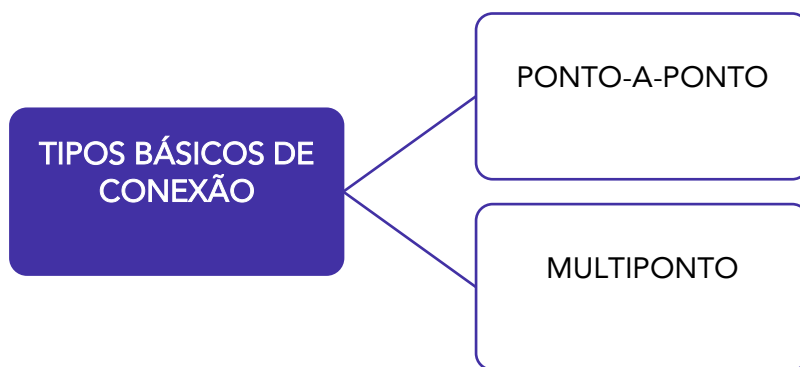 TIPOS BÁSICOS DE
CONEXÃO
PONTO-A-PONTO
MULTIPONTO